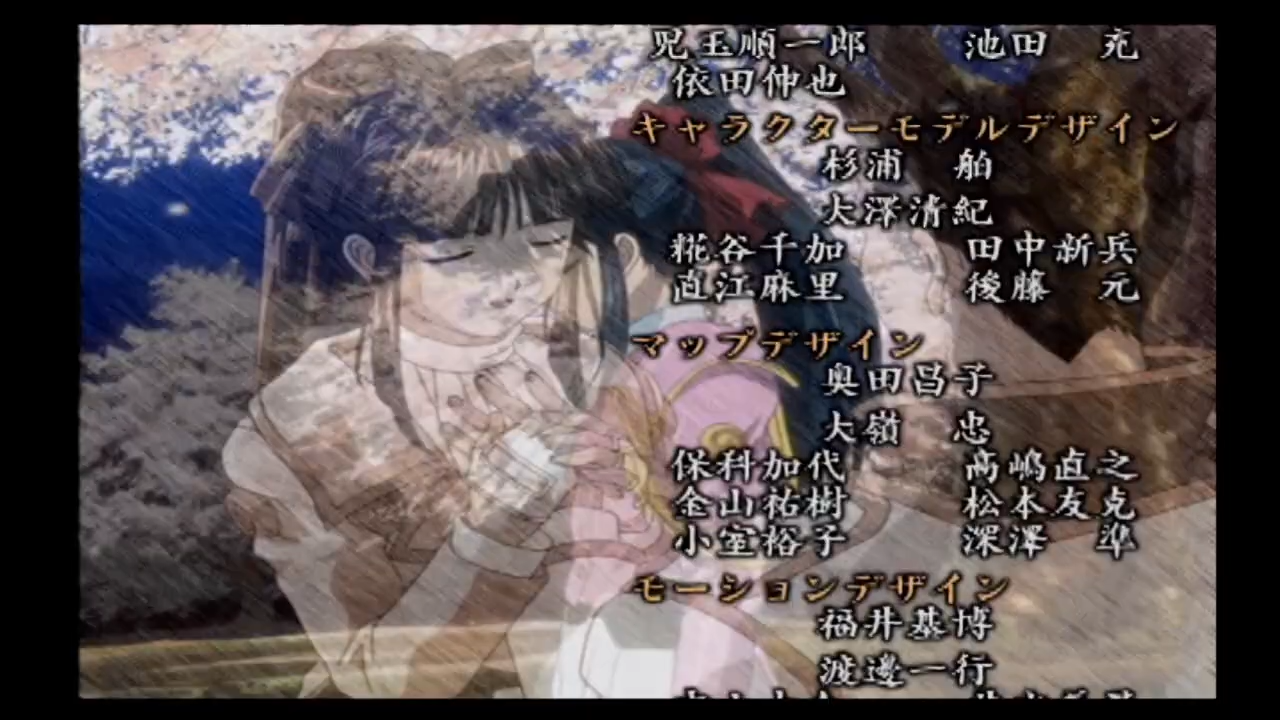 児玉順一郎 池田 充
依田伸也
キャラクターモデルデザイン
杉浦 舶
大澤清紀
糀谷千加 田中新兵
直江麻里 後藤 元
マップデザイン
奥田昌子
大嶺 忠
保科加代 高嶋直之
金山祐樹 松本友克
小室裕子 深澤 準
モーションデザイン
福井基博
渡邊一行